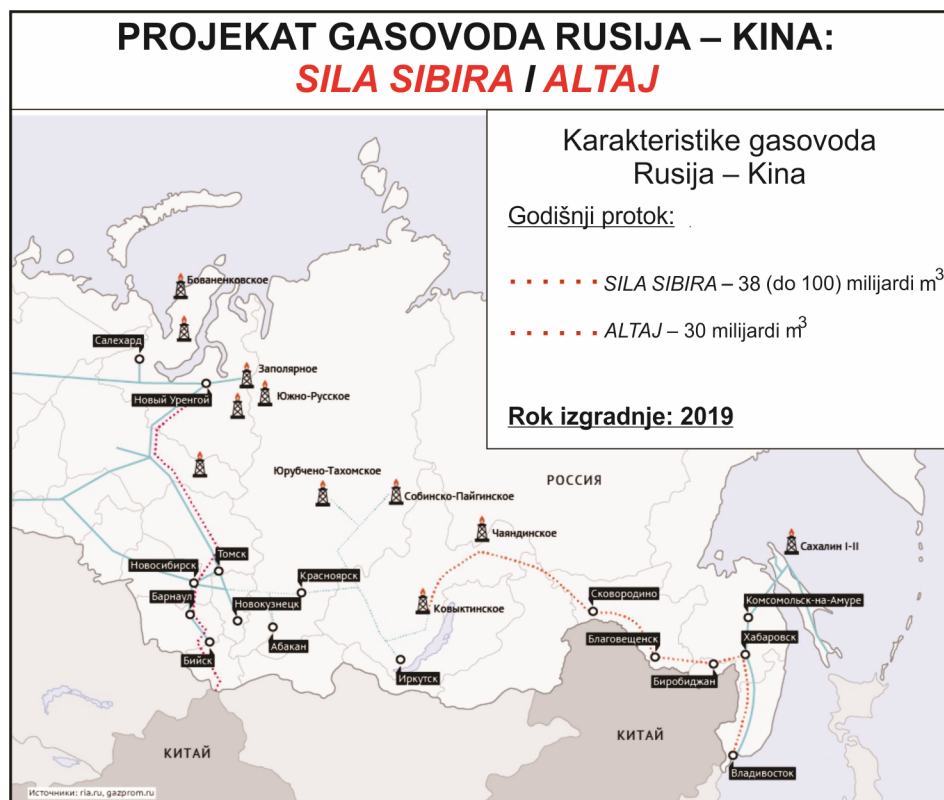 PROJEKAT GASOVODA RUSIJA – KINA:
SILA SIBIRA I ALTAJ
Karakteristike gasovoda
Rusija – Kina
Godišnji protok:
SILA SIBIRA – 38 (do 100) milijardi m³
ALTAJ – 30 milijardi m³
Rok izgradnje: 2019
Бованенковское
Салехард
Заполярное
Новый Уренгой
Южно-Русское
Юрубчено-Тахомское
Собинско-Пайгинское
РОССИЯ
Чаяндинское
Сахалин I-II
Томск
Новосибирск
Красноярск
Барнаул
Новокузнецк
Ковыктинское
Сковородино
Комсомольск-на-Амуре
Абакан
Благовещенск
Хабаровск
Бийск
Иркутск
Биробиджан
КИТАЙ
КИТАЙ
Владивосток
Источники: ria.ru, gazprom.ru